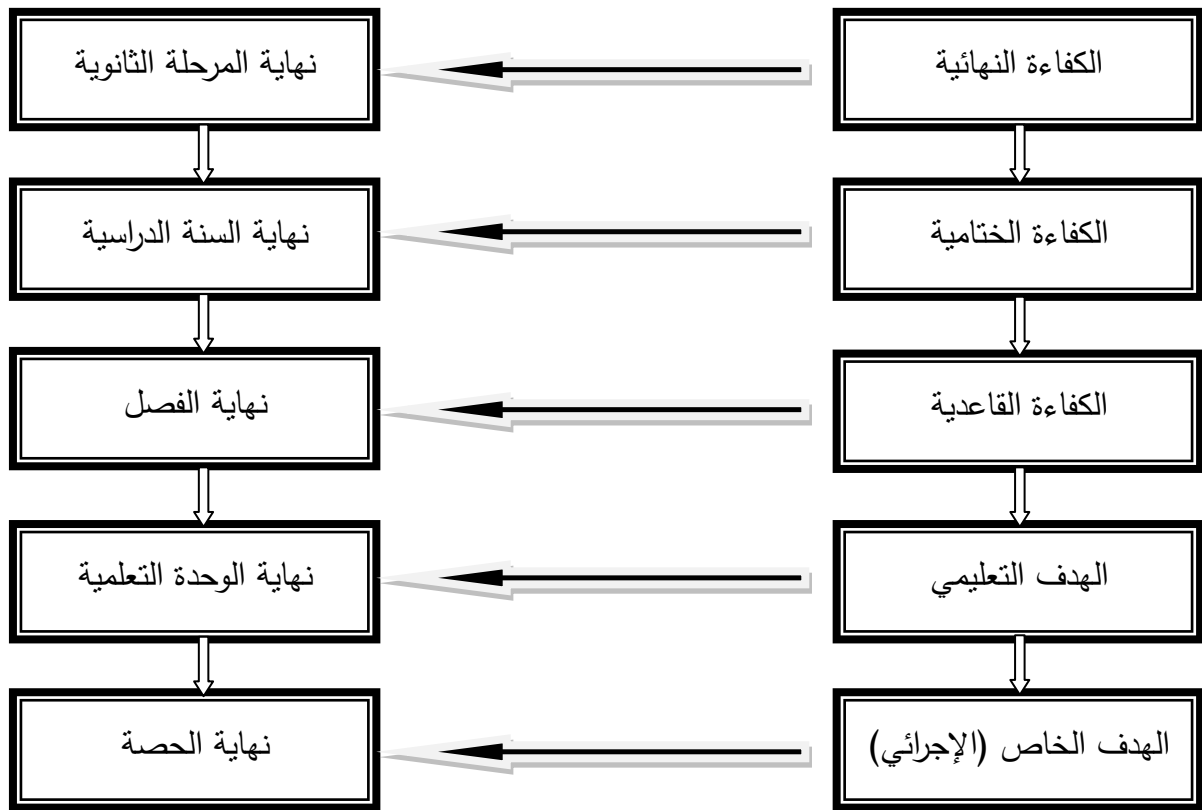 الكفاءة النهائية
نهاية المرحلة الثانوية
الكفاءة الختامية
نهاية السنة الدراسية
الكفاءة القاعدية
نهاية الفصل
الهدف التعليمي
نهاية الوحدة التعلمية
الهدف الخاص (الإجرائي)
نهاية الحصة